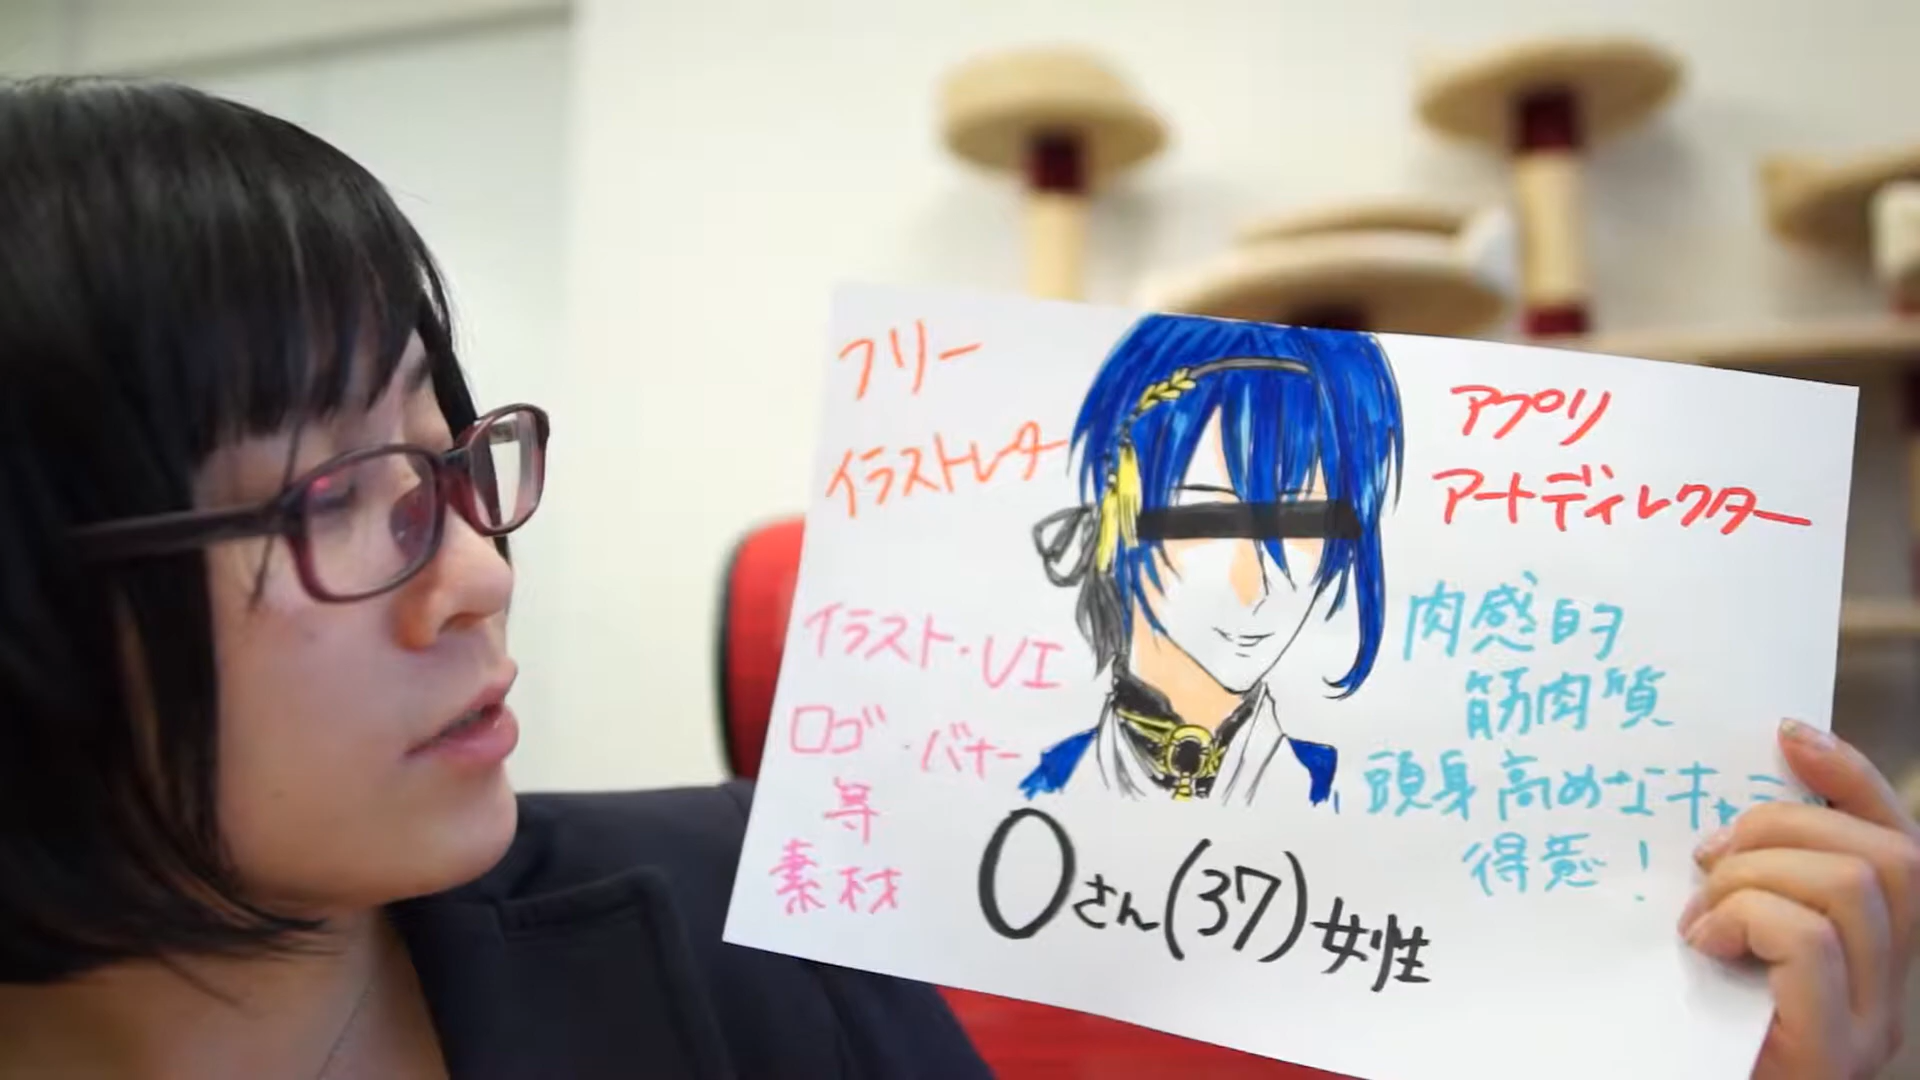 フリー
イラストレター
アプリ
アートディレクター
イラスト・UI
ロゴ・バナー
等
素材
肉感的
筋肉質
頭身高めなキャラ
得意！
Oさん(37)女性